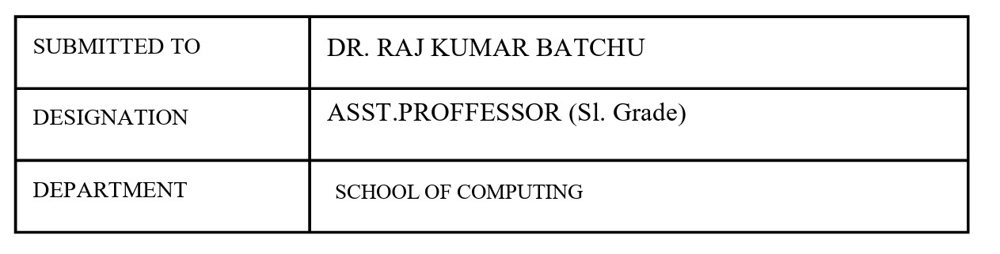 SUBMITTED TO DR. RAJ KUMAR BATCHU
DESIGNATION ASST.PROFFESSOR (Sl. Grade)
DEPARTMENT SCHOOL OF COMPUTING